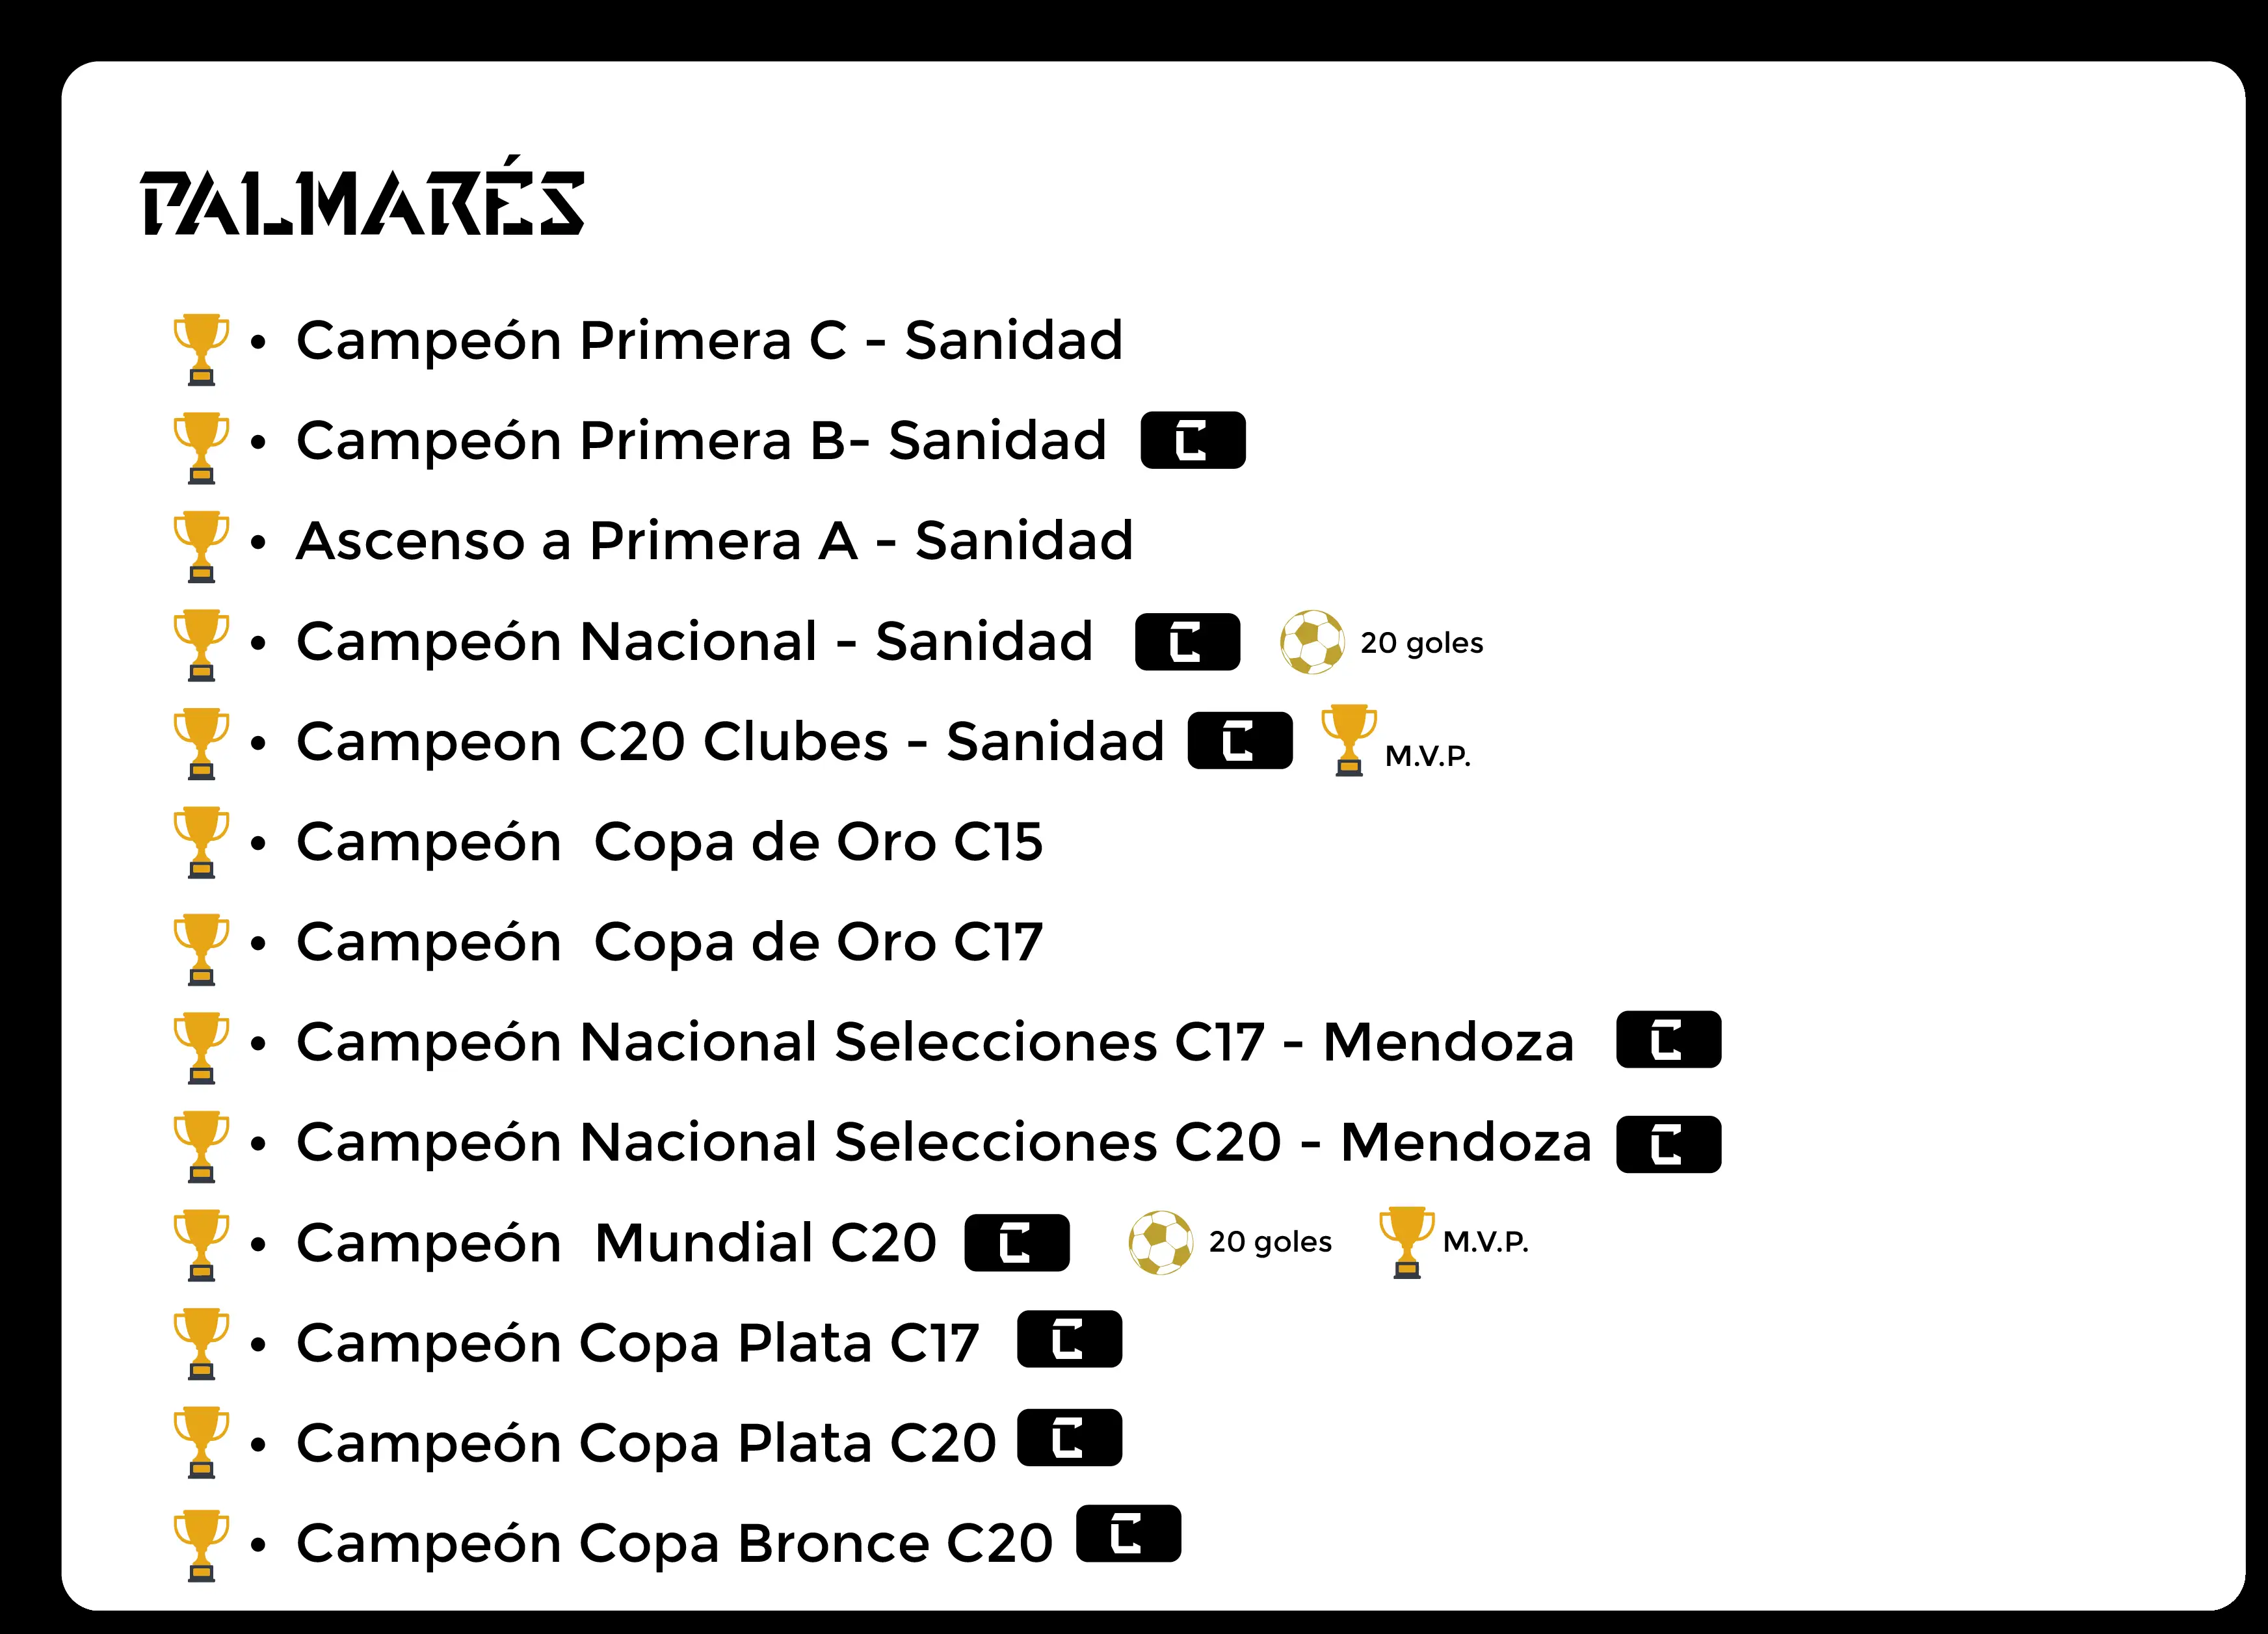 PALMARÉS
• Campeón Primera C - Sanidad
• Campeón Primera B- Sanidad C
• Ascenso a Primera A - Sanidad
• Campeón Nacional - Sanidad C 20 goles
• Campeon C20 Clubes - Sanidad C M.V.P.
• Campeón  Copa de Oro C15
• Campeón  Copa de Oro C17
• Campeón Nacional Selecciones C17 - Mendoza C
• Campeón Nacional Selecciones C20 - Mendoza C
• Campeón  Mundial C20 C 20 goles M.V.P.
• Campeón Copa Plata C17 C
• Campeón Copa Plata C20 C
• Campeón Copa Bronce C20 C